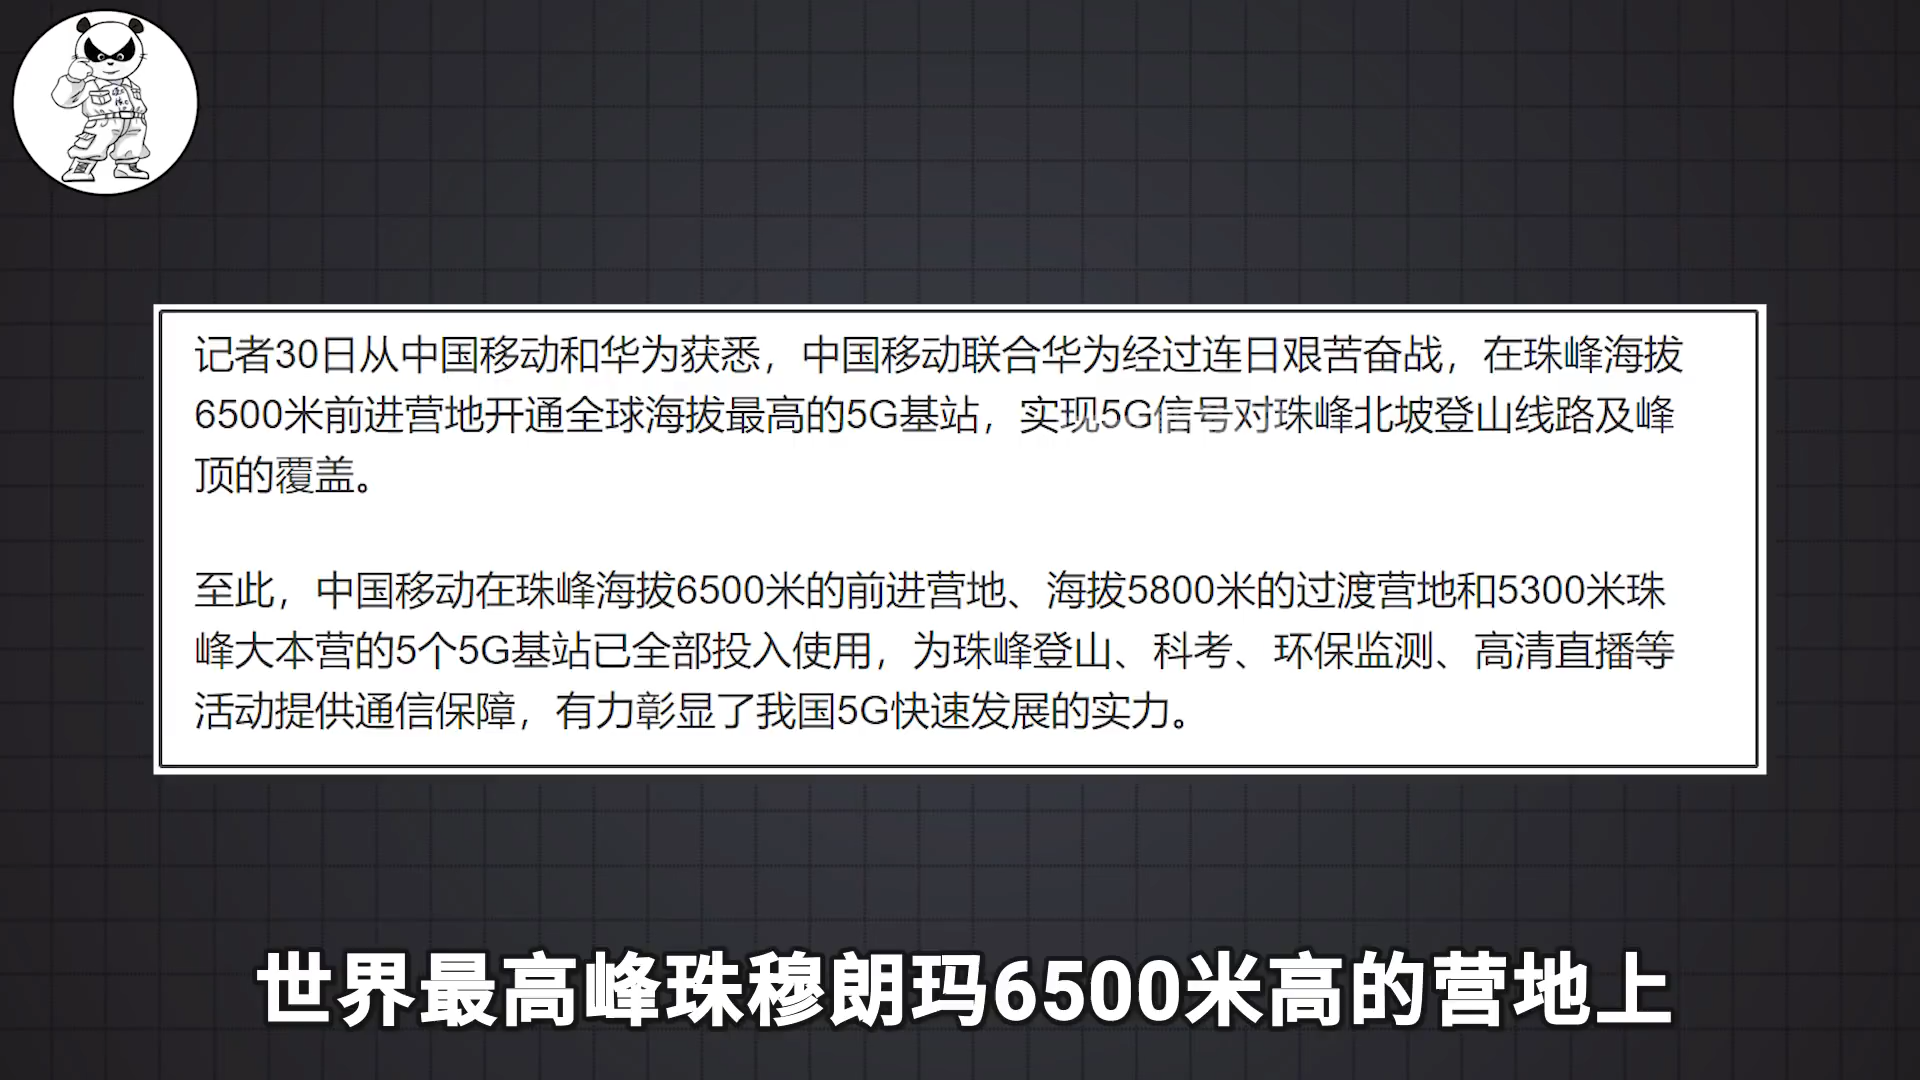 记者30日从中国移动和华为获悉，中国移动联合华为经过连日艰苦奋战，在珠峰海拔
6500米前进营地开通全球海拔最高的5G基站，实现5G信号对珠峰北坡登山线路及峰
顶的覆盖。
至此，中国移动在珠峰海拔6500米的前进营地、海拔5800米的过渡营地和5300米珠
峰大本营的5个5G基站已全部投入使用，为珠峰登山、科考、环保监测、高清直播等
活动提供通信保障，有力彰显了我国5G快速发展的实力。
世界最高峰珠穆朗玛6500米高的营地上